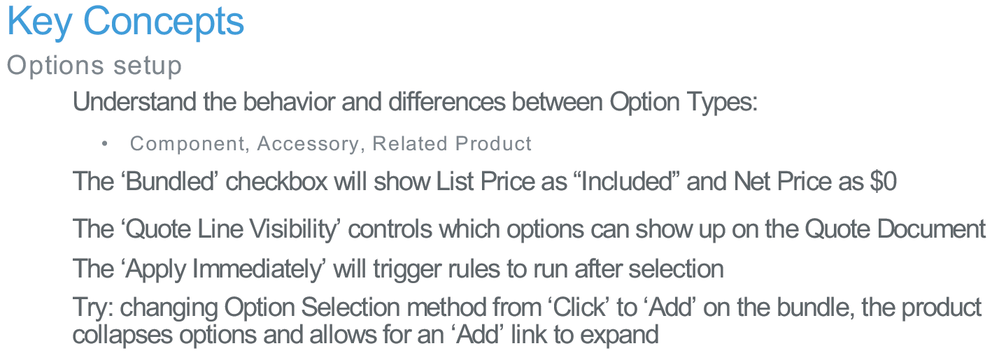 Key Concepts
Options setup
Understand the behavior and differences between Option Types:
• Component, Accessory, Related Product
The ‘Bundled’ checkbox will show List Price as “Included” and Net Price as $0
The ‘Quote Line Visibility’ controls which options can show up on the Quote Document
The ‘Apply Immediately’ will trigger rules to run after selection
Try: changing Option Selection method from ‘Click’ to ‘Add’ on the bundle, the product
collapses options and allows for an ‘Add’ link to expand